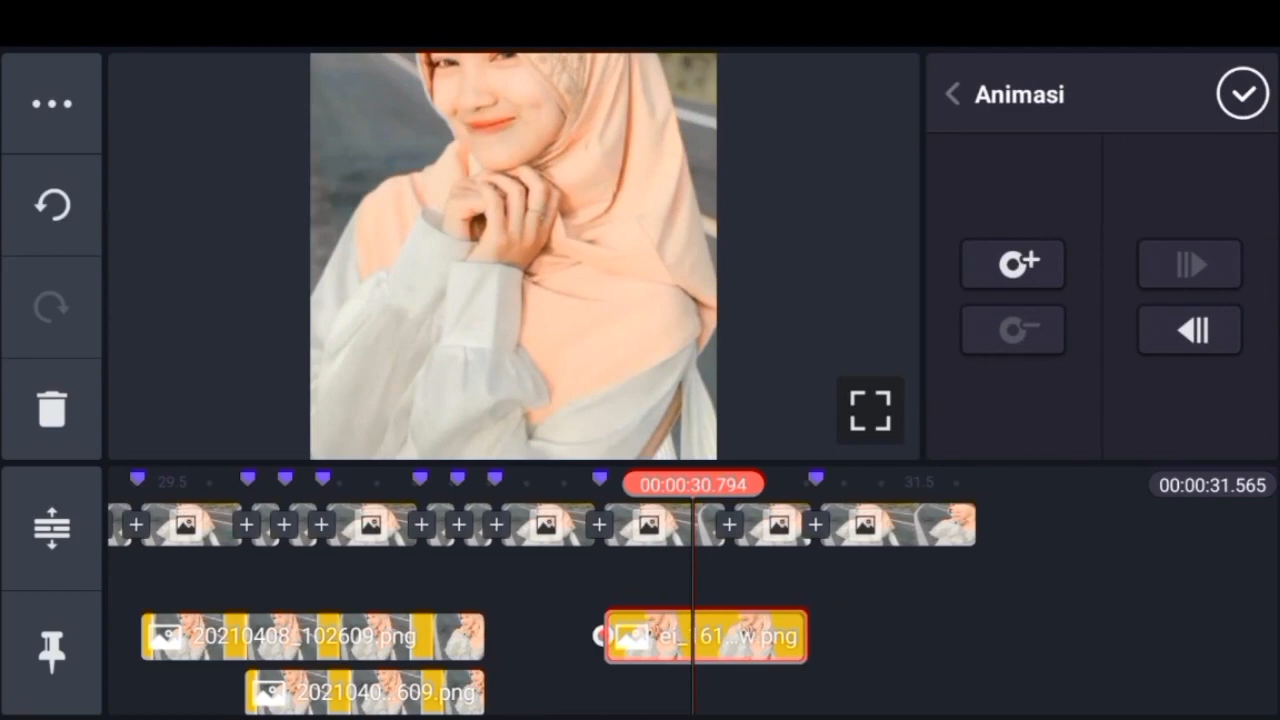 Animasi
29.5
00:00:30.794
31.5
00:00:31.565
20210408_102609.png
ei_161...w.png
2021040...609.png